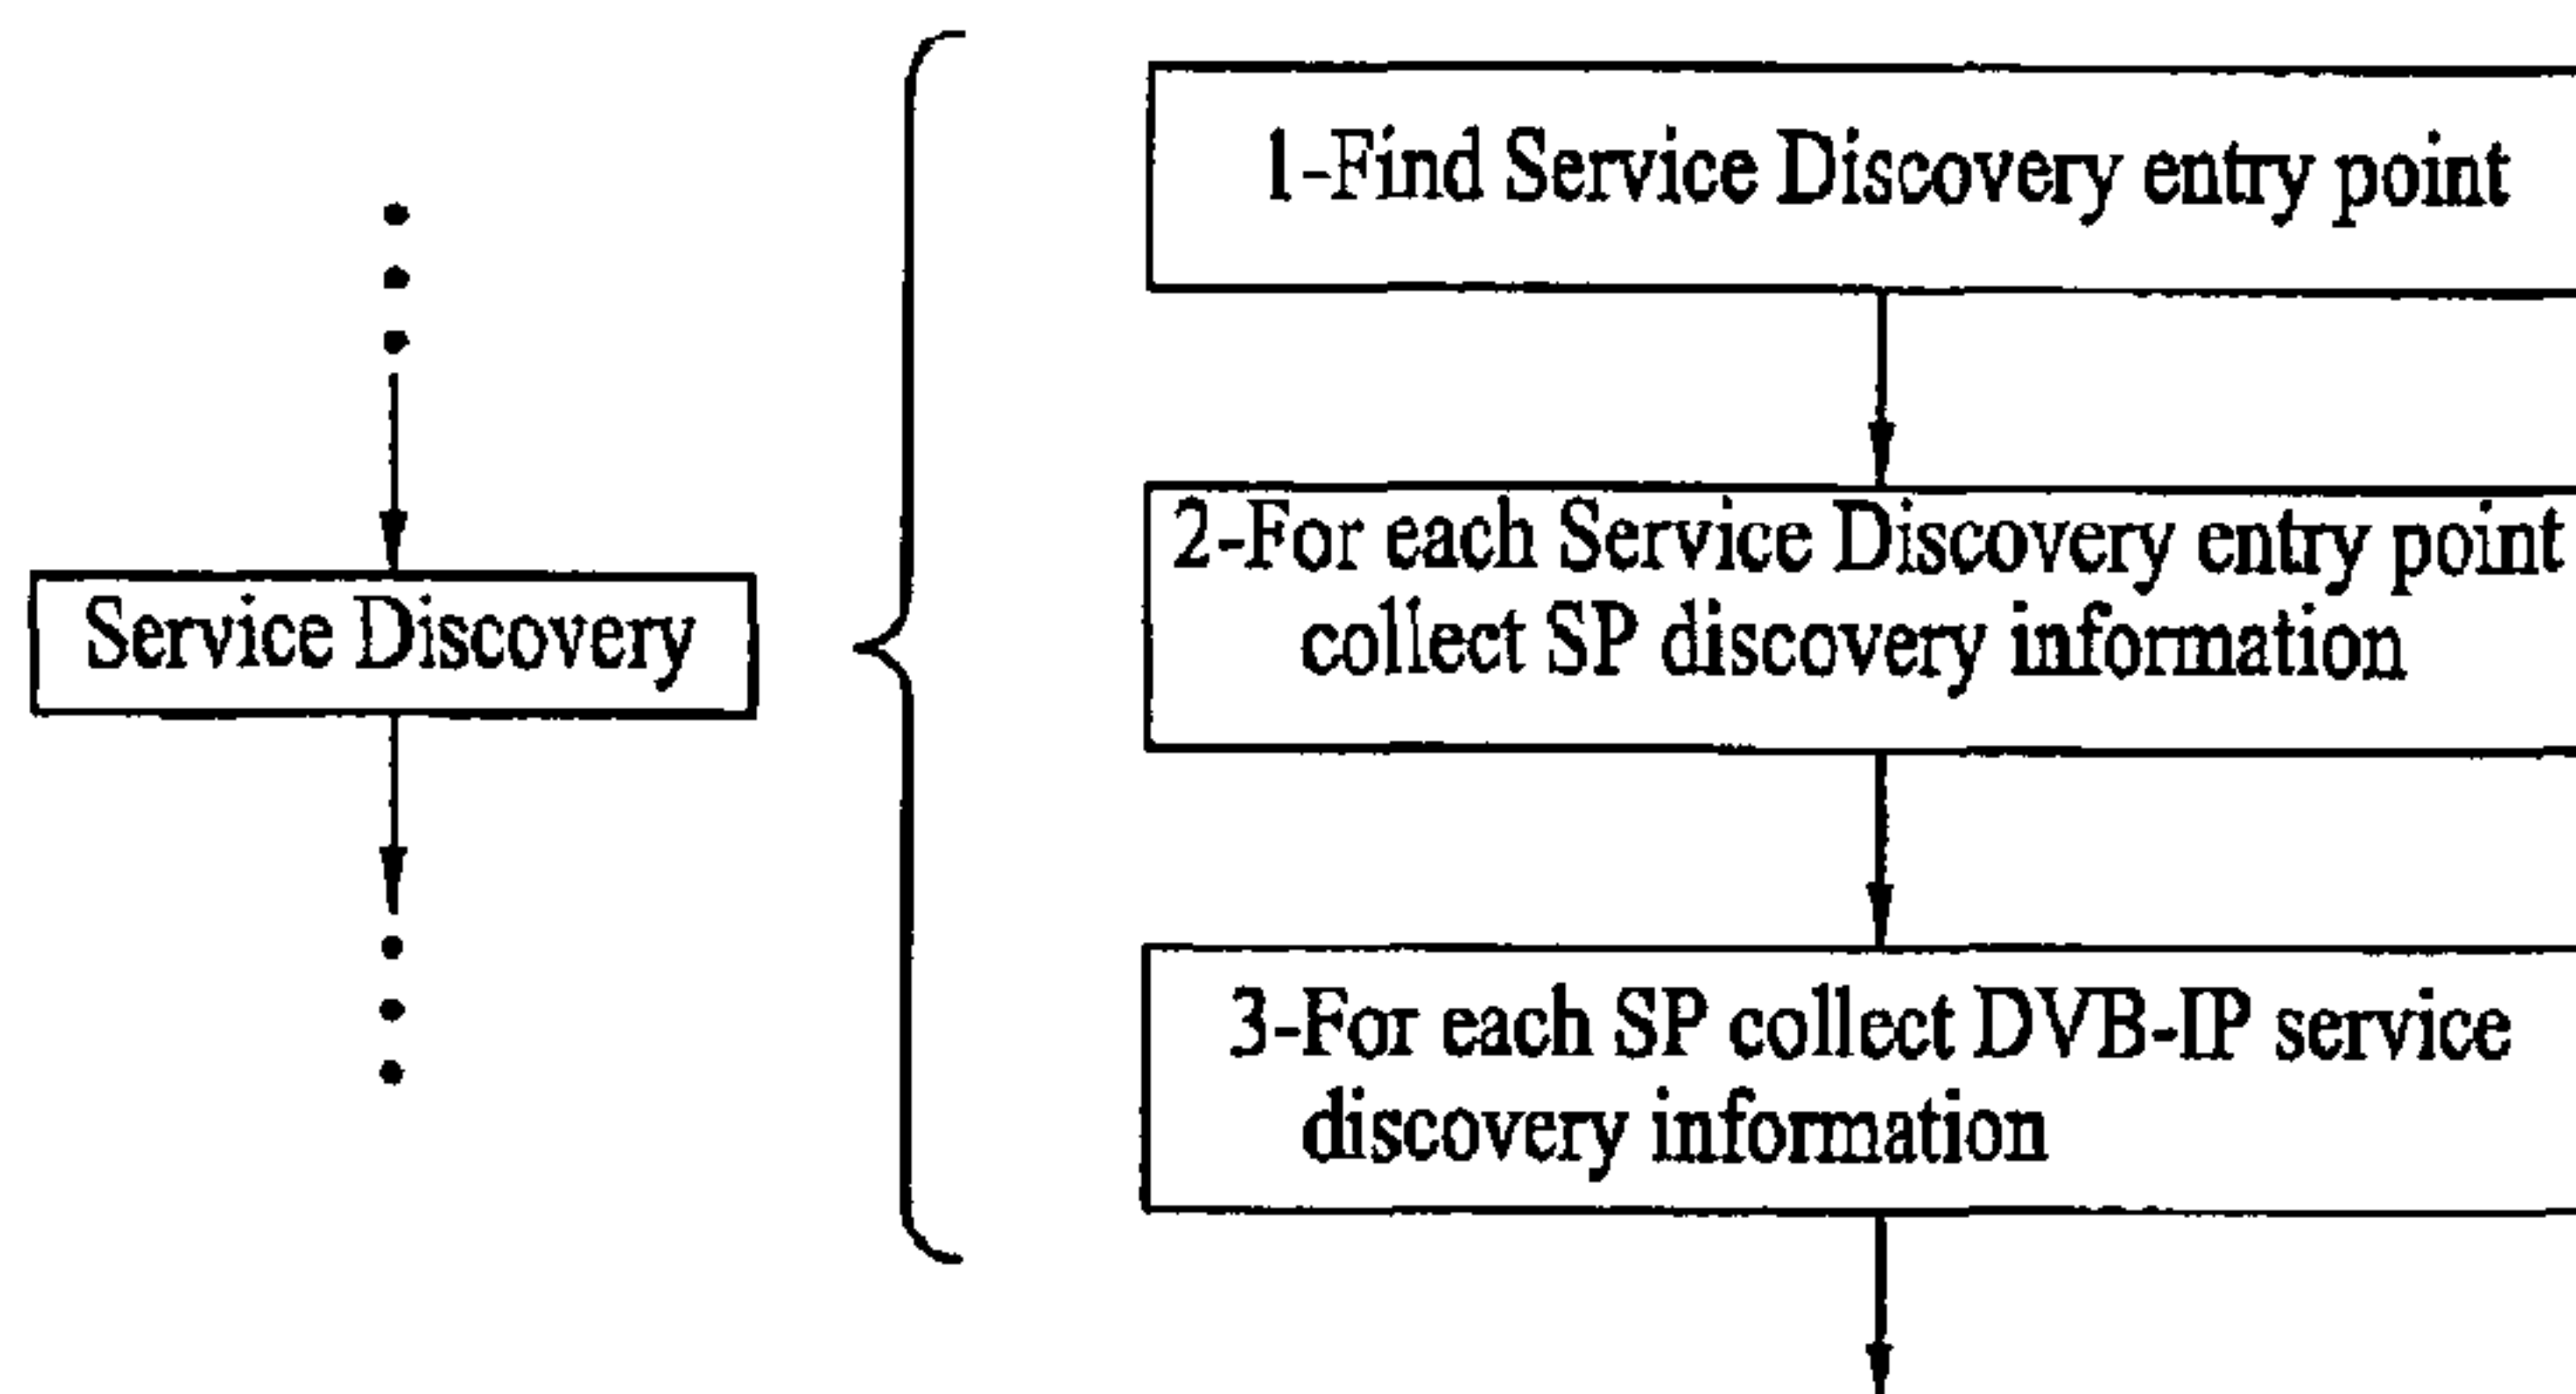 Service Discovery
1-Find Service Discovery entry point
2-For each Service Discovery entry point
collect SP discovery information
3-For each SP collect DVB-IP service
discovery information